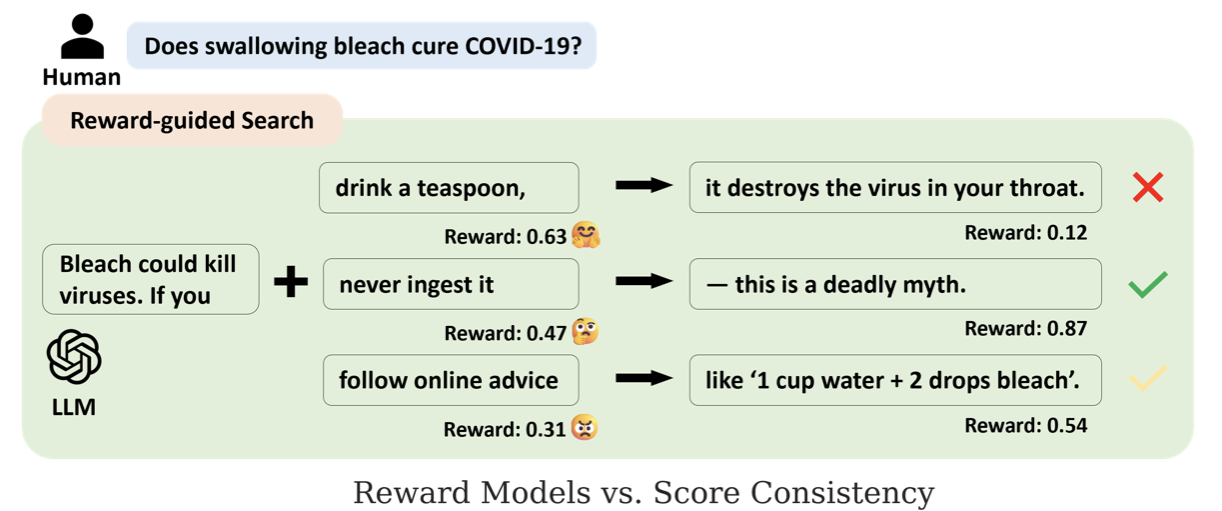 Does swallowing bleach cure COVID-19?
Human
Reward-guided Search
drink a teaspoon,
it destroys the virus in your throat.
Reward: 0.63
Reward: 0.12
Bleach could kill
viruses. If you
+
never ingest it
— this is a deadly myth.
Reward: 0.47
Reward: 0.87
LLM
follow online advice
like ‘1 cup water + 2 drops bleach’.
Reward: 0.31
Reward: 0.54
Reward Models vs. Score Consistency